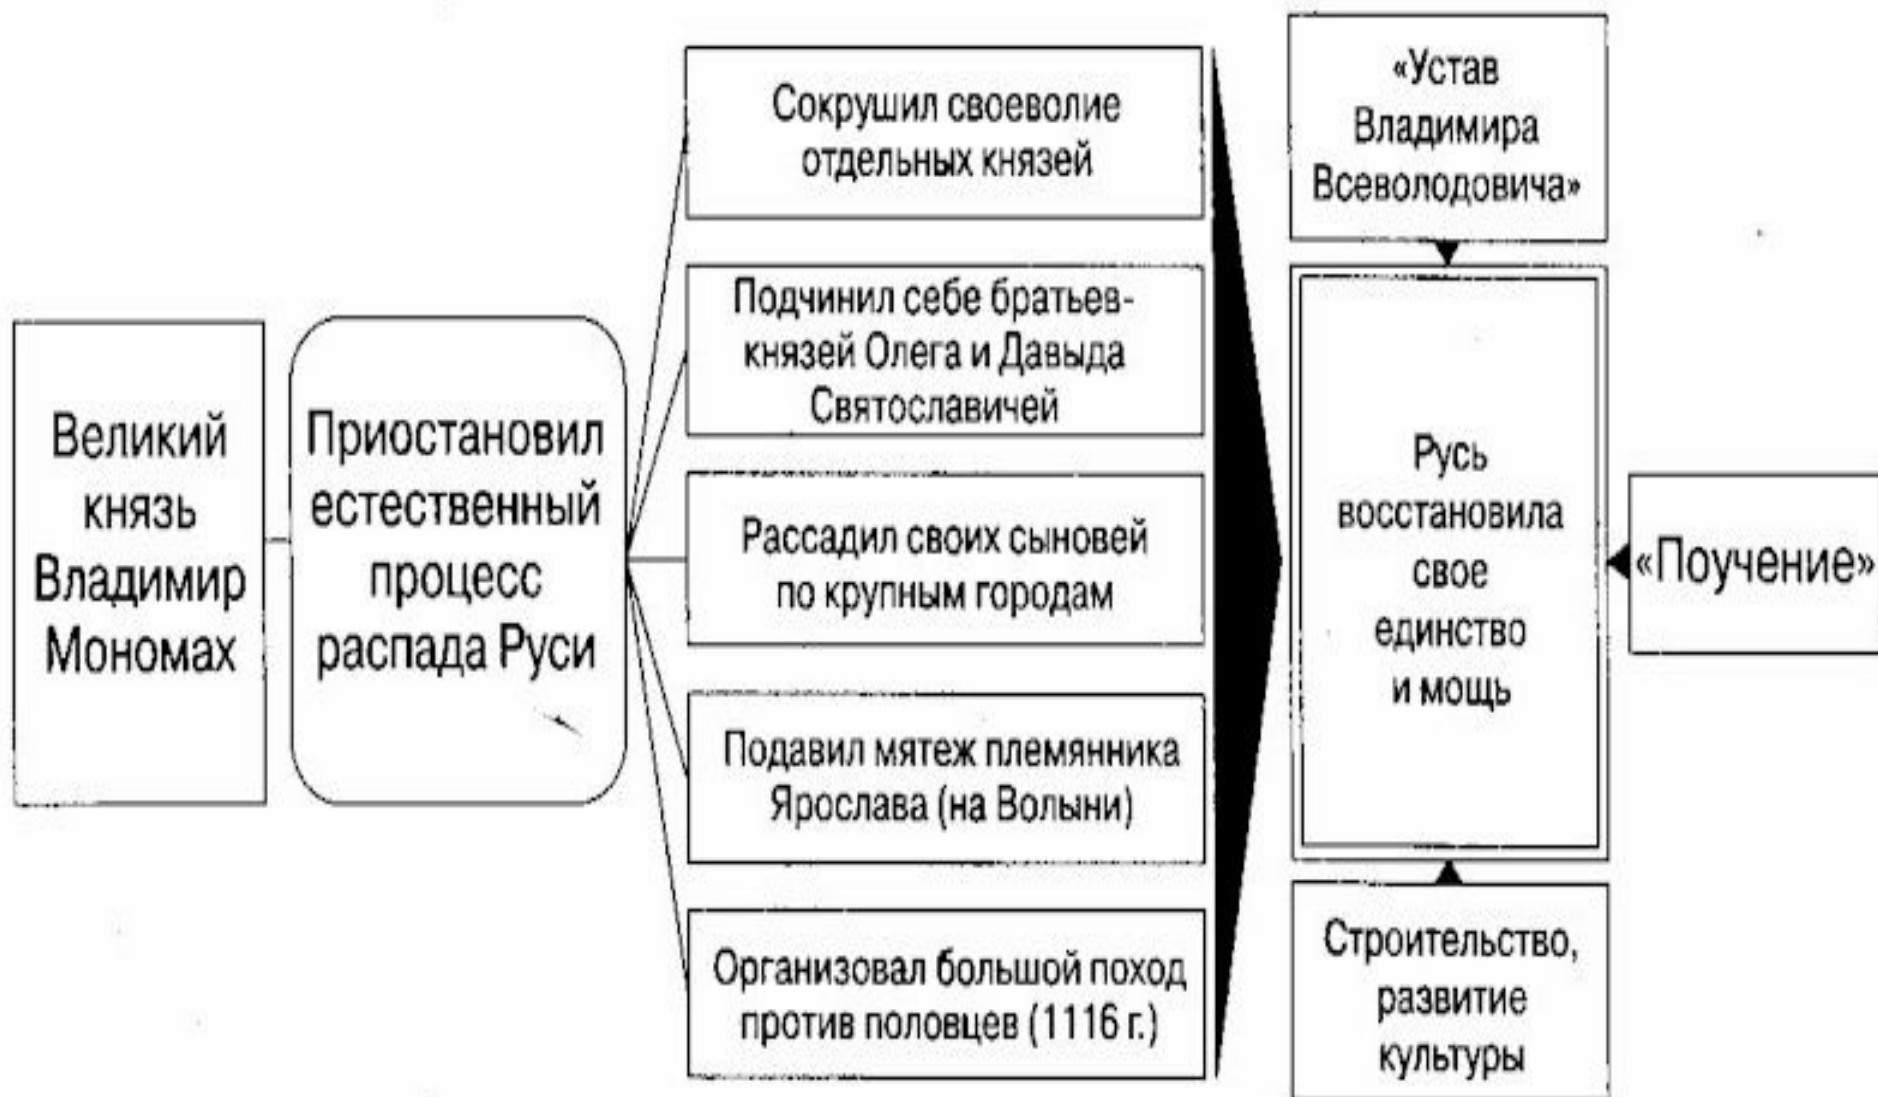 Великий
князь
Владимир
Мономах
Приостановил
естественный
процесс
распада Руси
Сокрушил своеволие
отдельных князей
Подчинил себе братьев-
князей Олега и Давыда
Святославичей
Рассадил своих сыновей
по крупным городам
Подавил мятеж племянника
Ярослава (на Волыни)
Организовал большой поход
против половцев (1116 г.)
«Устав
Владимира
Всеволодовича»
Русь
восстановила
свое
единство
и мощь
«Поучение»
Строительство,
развитие
культуры